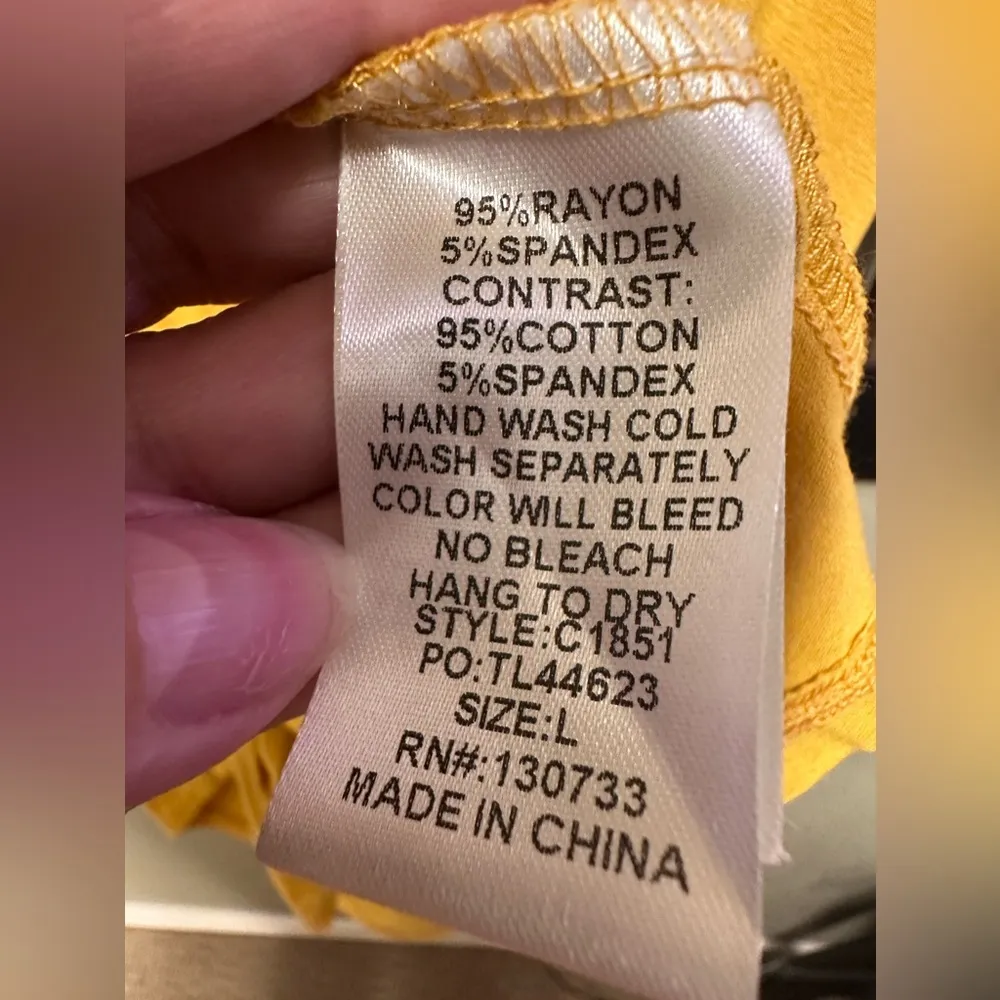 95%RAYON
5%SPANDEX
CONTRAST:
95%COTTON
5%SPANDEX
HAND WASH COLD
WASH SEPARATELY
COLOR WILL BLEED
NO BLEACH
HANG TO DRY
STYLE:C1851
PO:TL44623
SIZE:L
RN#:130733
MADE IN CHINA